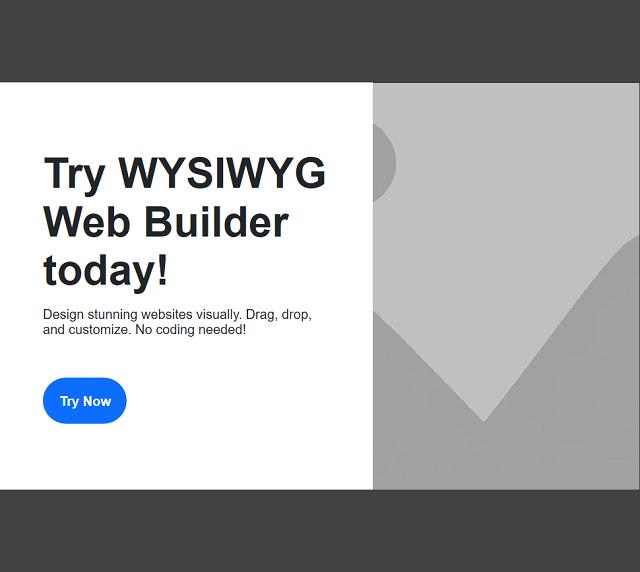 Try WYSIWYG
Web Builder
today!
Design stunning websites visually. Drag, drop,
and customize. No coding needed!
Try Now